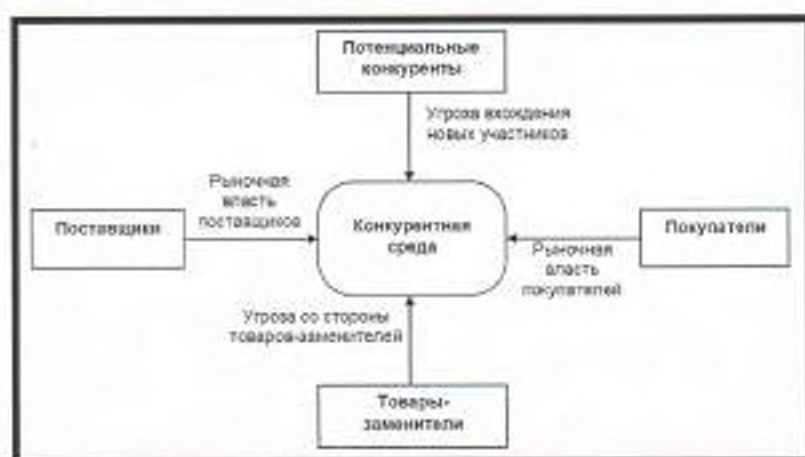 Потенциальные
конкуренты
Угроза вхождения
новых участников
Рыночная
власть
поставщиков
Поставщики
Конкурентная
среда
Покупатели
Рыночная
власть
покупателей
Угроза со стороны
товаров-заменителей
Товары-
заменители